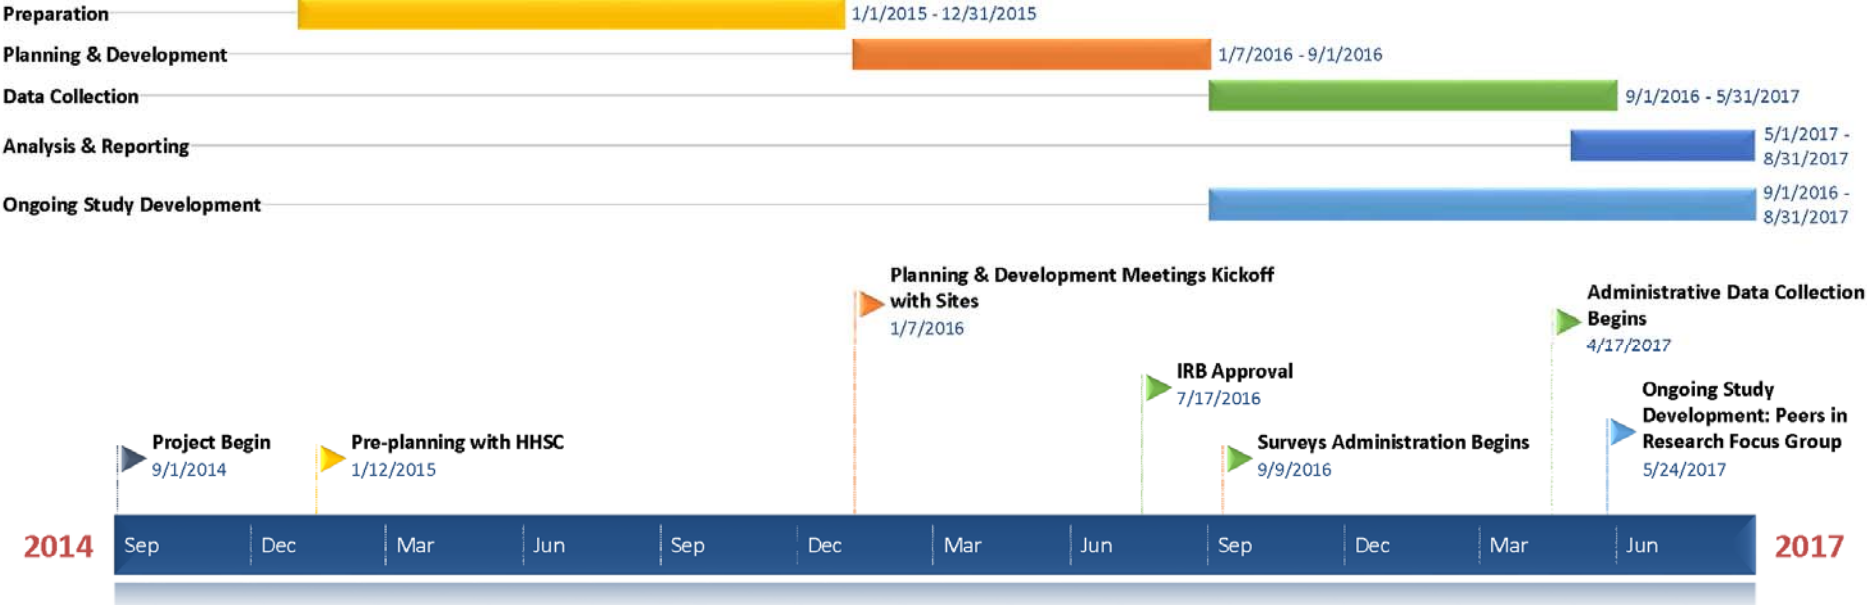 Preparation
1/1/2015 - 12/31/2015
Planning & Development
1/7/2016 - 9/1/2016
Data Collection
9/1/2016 - 5/31/2017
Analysis & Reporting
5/1/2017 -
8/31/2017
Ongoing Study Development
9/1/2016 -
8/31/2017
Planning & Development Meetings Kickoff
with Sites
1/7/2016
Administrative Data Collection
Begins
4/17/2017
IRB Approval
7/17/2016
Ongoing Study
Development: Peers in
Research Focus Group
5/24/2017
Project Begin
9/1/2014
Pre-planning with HHSC
1/12/2015
Surveys Administration Begins
9/9/2016
2014 Sep Dec Mar Jun Sep Dec Mar Jun Sep Dec Mar Jun 2017